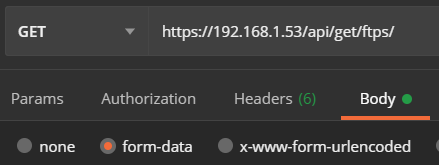 GET https://192.168.1.53/api/get/ftps/
Params Authorization Headers (6) Body
none form-data x-www-form-urlencoded